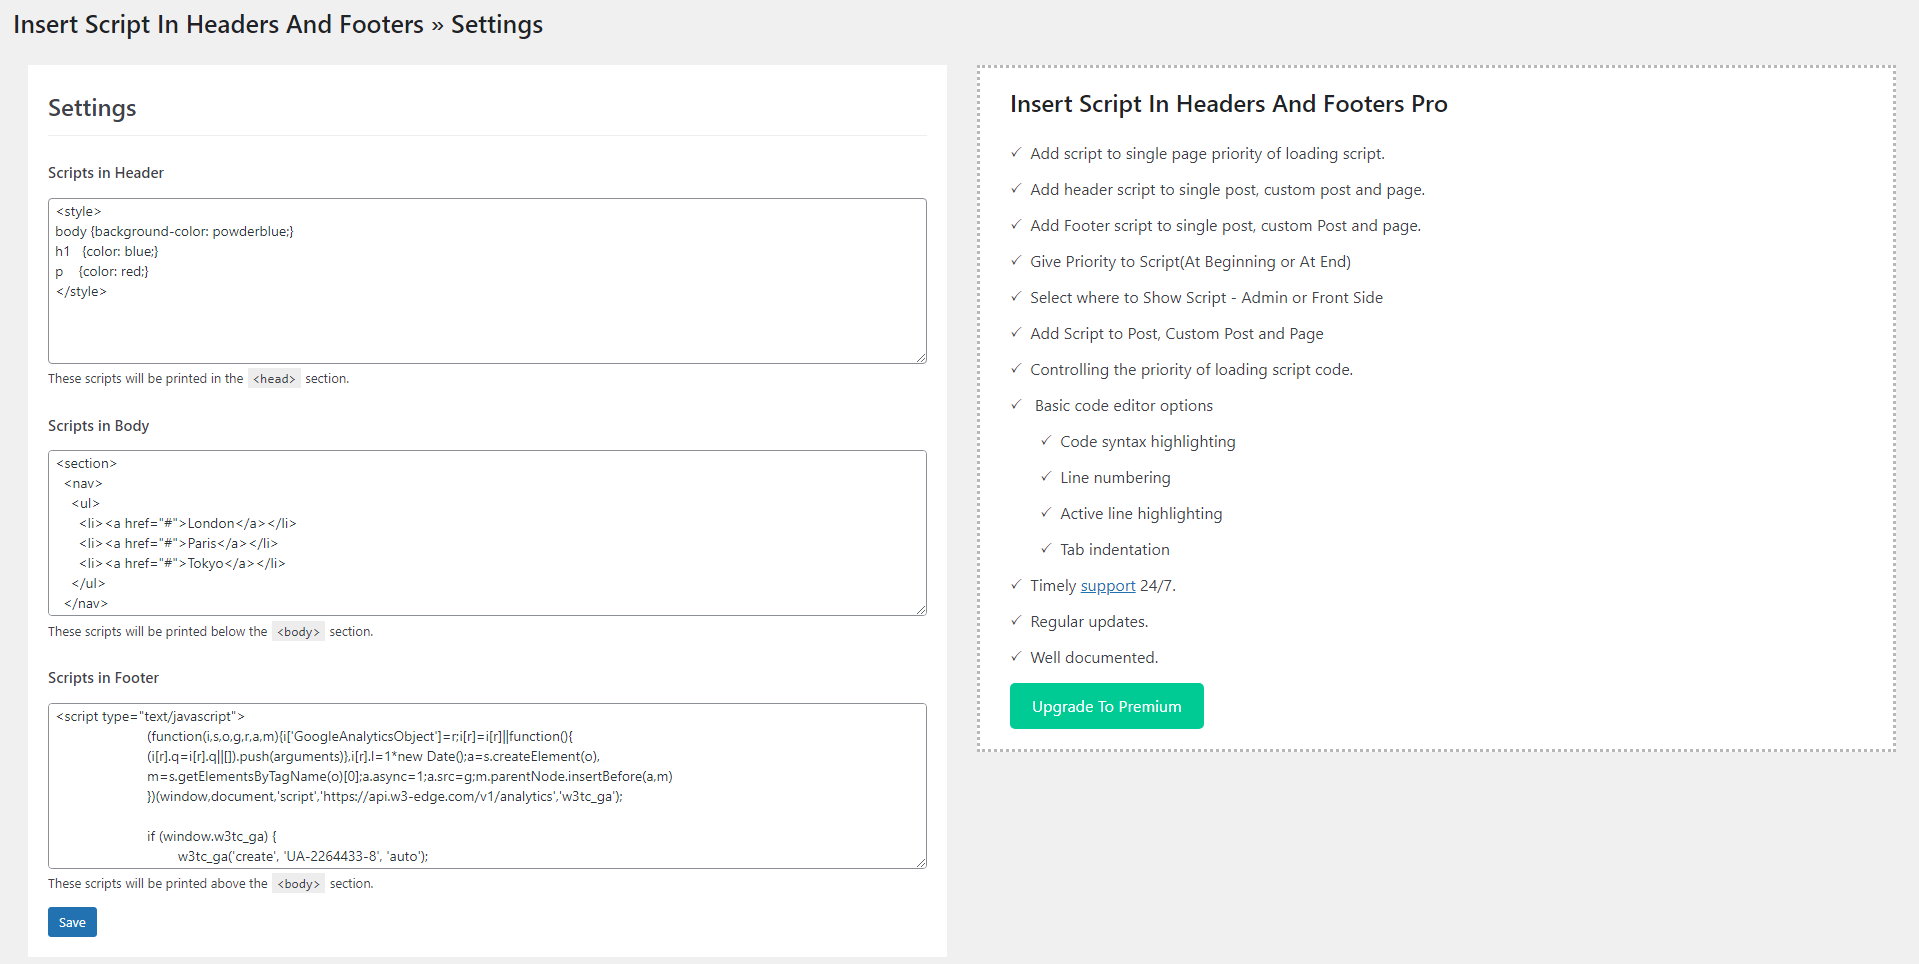 Insert Script In Headers And Footers » Settings
Settings
Scripts in Header
<style>
body {background-color: powderblue;}
h1   {color: blue;}
p    {color: red;}
</style>
These scripts will be printed in the <head> section.
Scripts in Body
<section>
  <nav>
    <ul>
      <li><a href="#">London</a></li>
      <li><a href="#">Paris</a></li>
      <li><a href="#">Tokyo</a></li>
    </ul>
  </nav>
These scripts will be printed below the <body> section.
Scripts in Footer
<script type="text/javascript">
(function(i,s,o,g,r,a,m){i['GoogleAnalyticsObject']=r;i[r]=i[r]||function(){
(i[r].q=i[r].q||[]).push(arguments)},i[r].l=1*new Date();a=s.createElement(o),
m=s.getElementsByTagName(o)[0];a.async=1;a.src=g;m.parentNode.insertBefore(a,m)
})(window,document,'script','https://api.w3-edge.com/v1/analytics','w3tc_ga');
if (window.w3tc_ga) {
w3tc_ga('create', 'UA-2264433-8', 'auto');
These scripts will be printed above the <body> section.
Save
Insert Script In Headers And Footers Pro
✓ Add script to single page priority of loading script.
✓ Add header script to single post, custom post and page.
✓ Add Footer script to single post, custom Post and page.
✓ Give Priority to Script(At Beginning or At End)
✓ Select where to Show Script - Admin or Front Side
✓ Add Script to Post, Custom Post and Page
✓ Controlling the priority of loading script code.
✓ Basic code editor options
✓ Code syntax highlighting
✓ Line numbering
✓ Active line highlighting
✓ Tab indentation
✓ Timely support 24/7.
✓ Regular updates.
✓ Well documented.
Upgrade To Premium